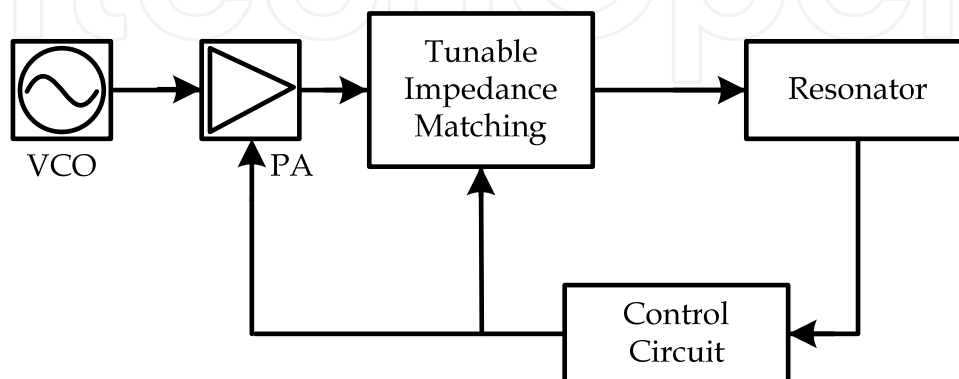 Tunable
Impedance
Matching
Resonator
VCO
PA
Control
Circuit